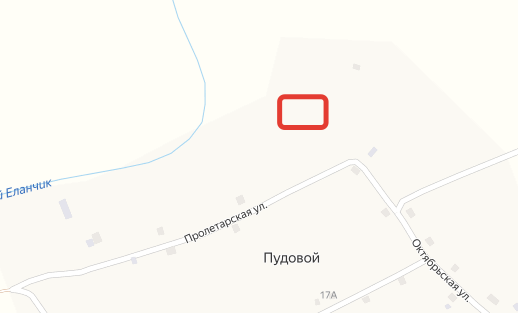 й Еланчик
Пролетарская ул.
Октябрьская ул.
Пудовой
17А